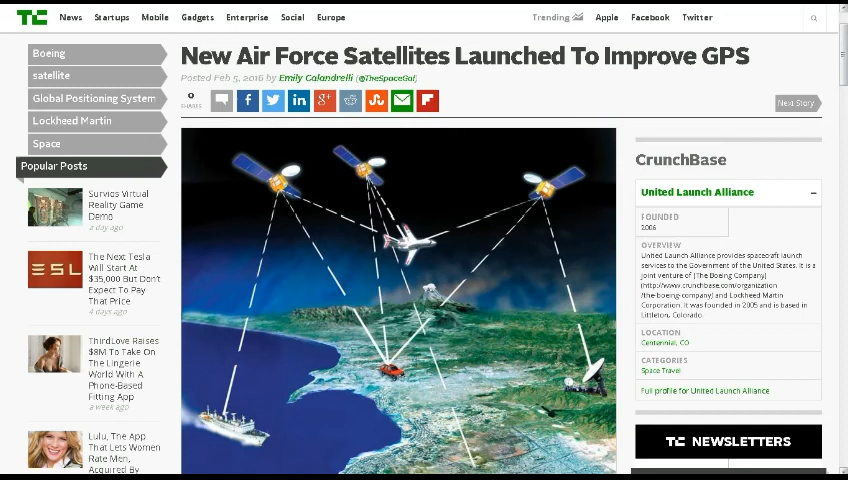 TC News Startups Mobile Gadgets Enterprise Social Europe Trending Apple Facebook Twitter
Boeing
satellite
Global Positioning System
Lockheed Martin
Space
Popular Posts
Survios Virtual
Reality Game
Demo
a day ago
ESL
The Next Tesla
Will Start At
$35,000 But Don't
Expect To Pay
That Price
4 days ago
ThirdLove Raises
$8M To Take On
The Lingerie
World With A
Phone-Based
Fitting App
a week ago
Lulu, The App
That Lets Women
Rate Men,
Acquired By
New Air Force Satellites Launched To Improve GPS
Posted Feb 5, 2016 by Emily Calandrelli (@TheSpaceGal)
0
SHARES
f
in
g+
Next Story
CrunchBase
United Launch Alliance –
FOUNDED
2006
OVERVIEW
United Launch Alliance provides spacecraft launch
services to the Government of the United States. It is a
joint venture of [The Boeing Company]
(http://www.crunchbase.com/organization
/the-boeing-company) and Lockheed Martin
Corporation. It was founded in 2005 and is based in
Littleton, Colorado
LOCATION
Centennial, CO
CATEGORIES
Space Travel
Full profile for United Launch Alliance
TC NEWSLETTERS